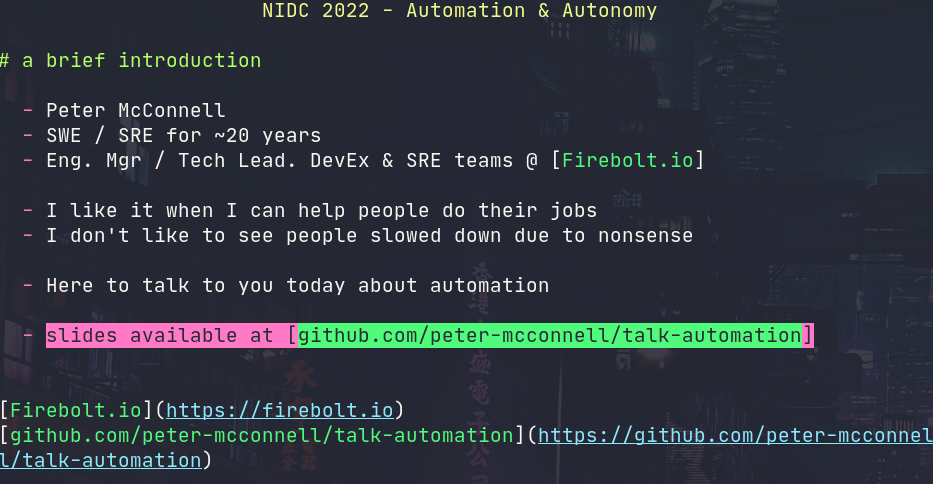 NIDC 2022 - Automation & Autonomy
# a brief introduction
- Peter McConnell
- SWE / SRE for ~20 years
- Eng. Mgr / Tech Lead. DevEx & SRE teams @ [Firebolt.io]
- I like it when I can help people do their jobs
- I don't like to see people slowed down due to nonsense
- Here to talk to you today about automation
- slides available at [github.com/peter-mcconnell/talk-automation]
[Firebolt.io](https://firebolt.io)
[github.com/peter-mcconnell/talk-automation](https://github.com/peter-mcconnel
l/talk-automation)